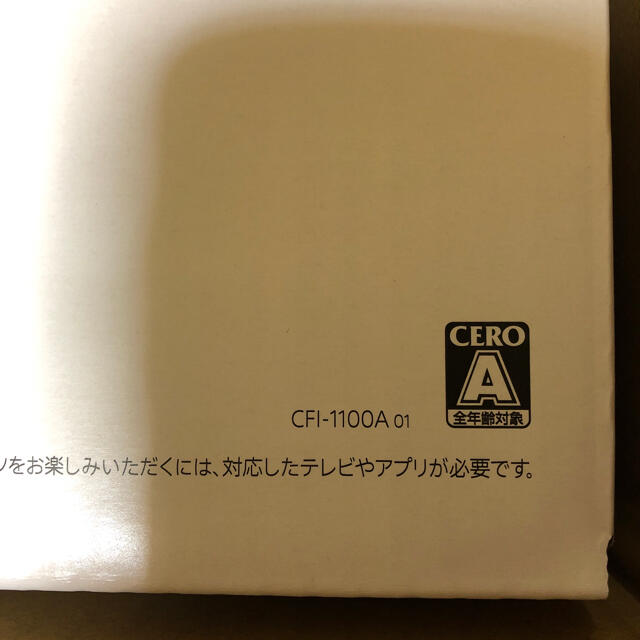 CERO
A
全年齢対象
CFI-1100A 01
をお楽しみいただくには、対応したテレビやアプリが必要です。